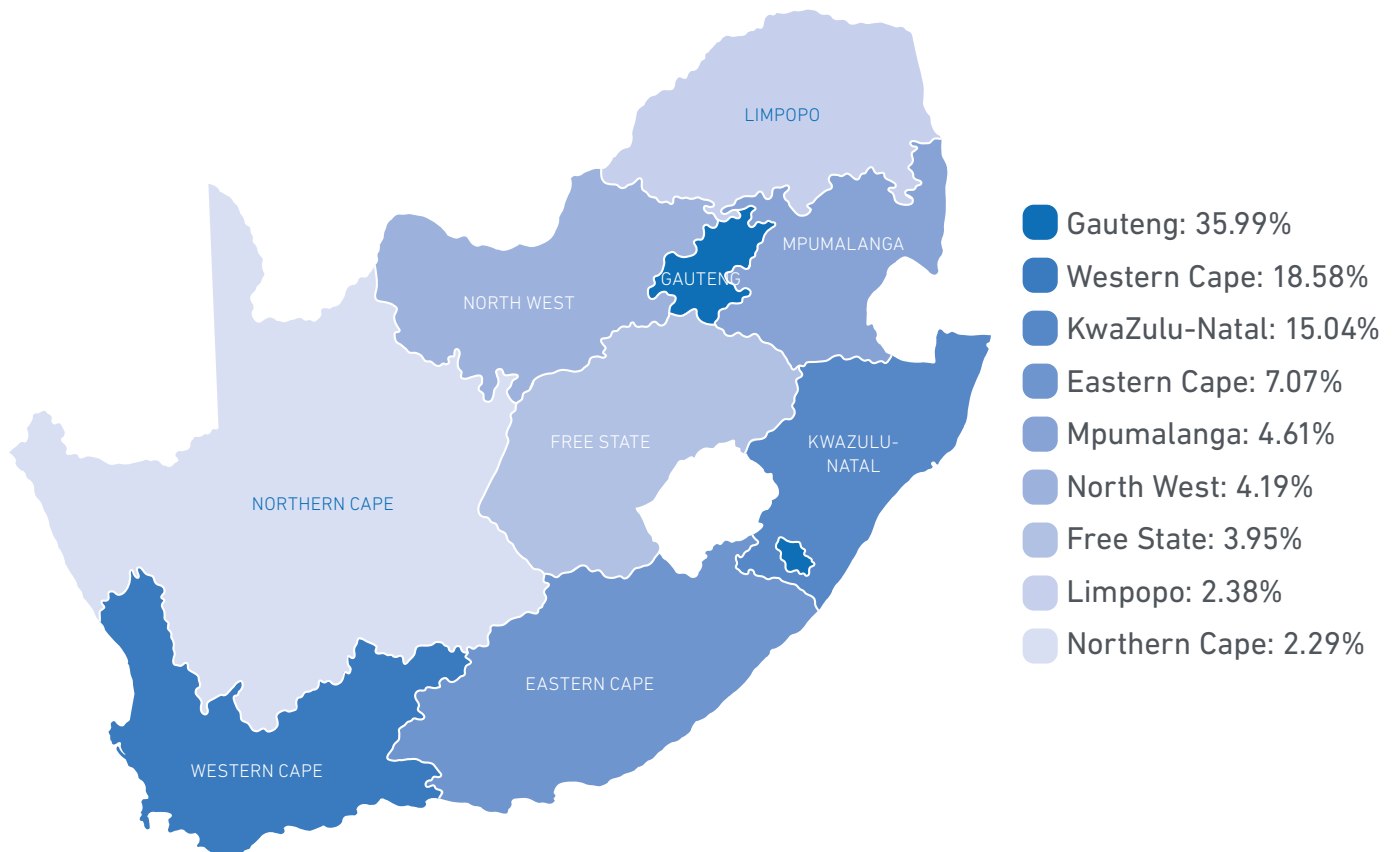 LIMPOPO
MPUMALANGA
GAUTENG
NORTH WEST
FREE STATE
KWAZULU-
NATAL
NORTHERN CAPE
EASTERN CAPE
WESTERN CAPE
Gauteng: 35.99%
Western Cape: 18.58%
KwaZulu-Natal: 15.04%
Eastern Cape: 7.07%
Mpumalanga: 4.61%
North West: 4.19%
Free State: 3.95%
Limpopo: 2.38%
Northern Cape: 2.29%